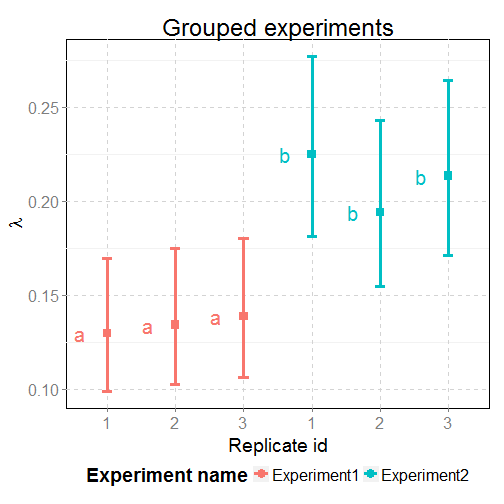 Grouped experiments
0.25
0.20
0.15
0.10
λ
a a a b b b
1 2 3 1 2 3
Replicate id
Experiment name Experiment1 Experiment2